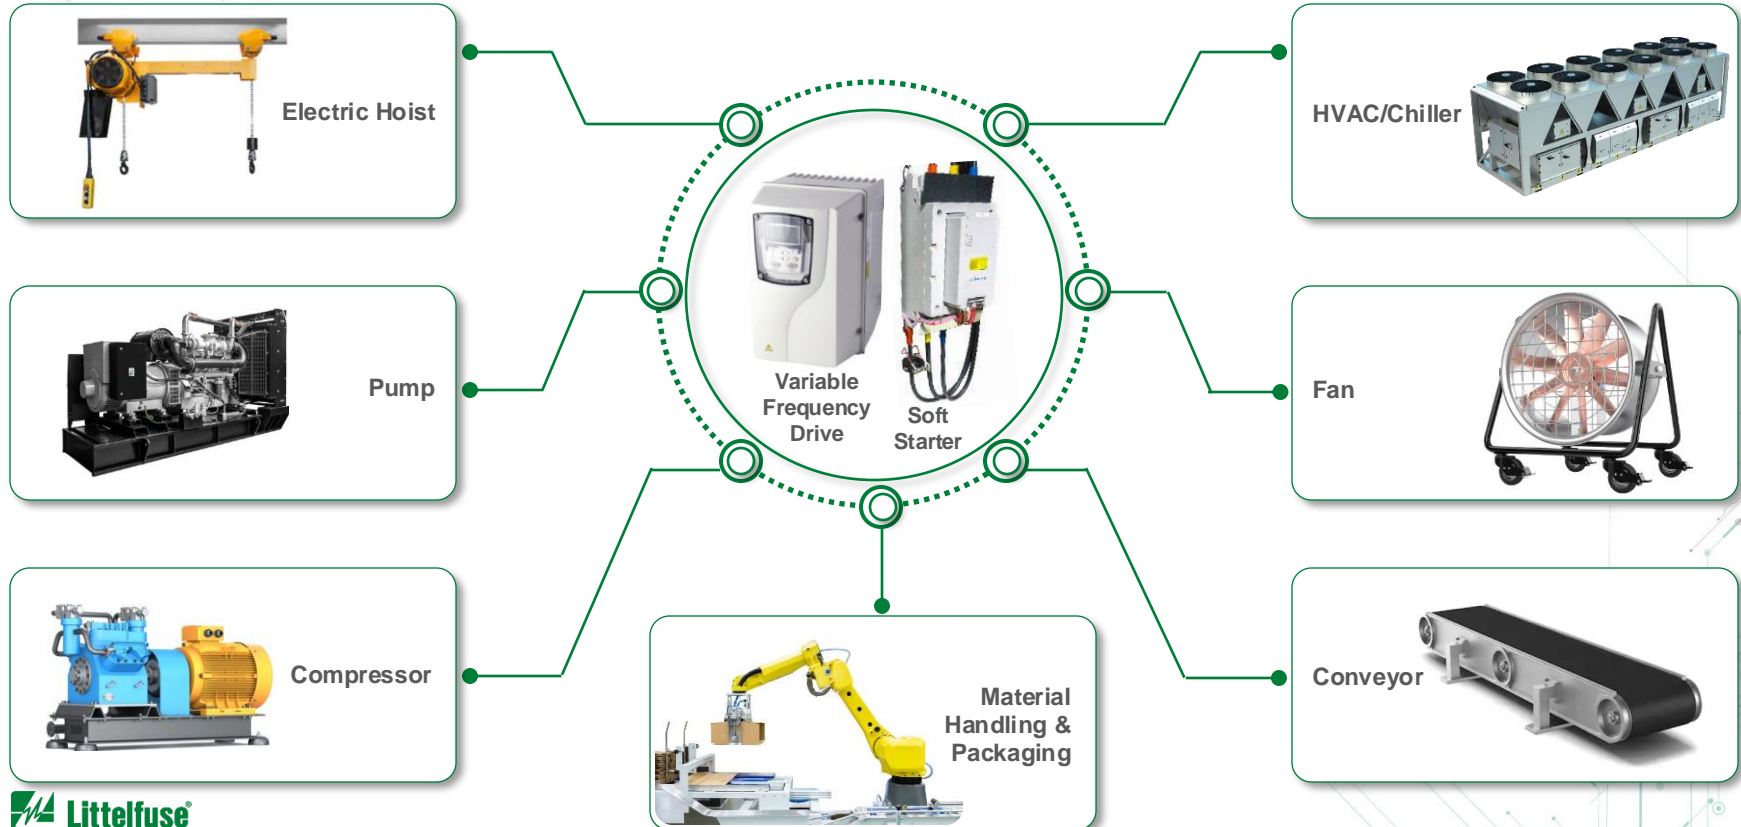 Electric Hoist
HVAC/Chiller
Variable
Frequency
Drive
Soft
Starter
Pump
Fan
Compressor
Material
Handling &
Packaging
Conveyor
Littelfuse®